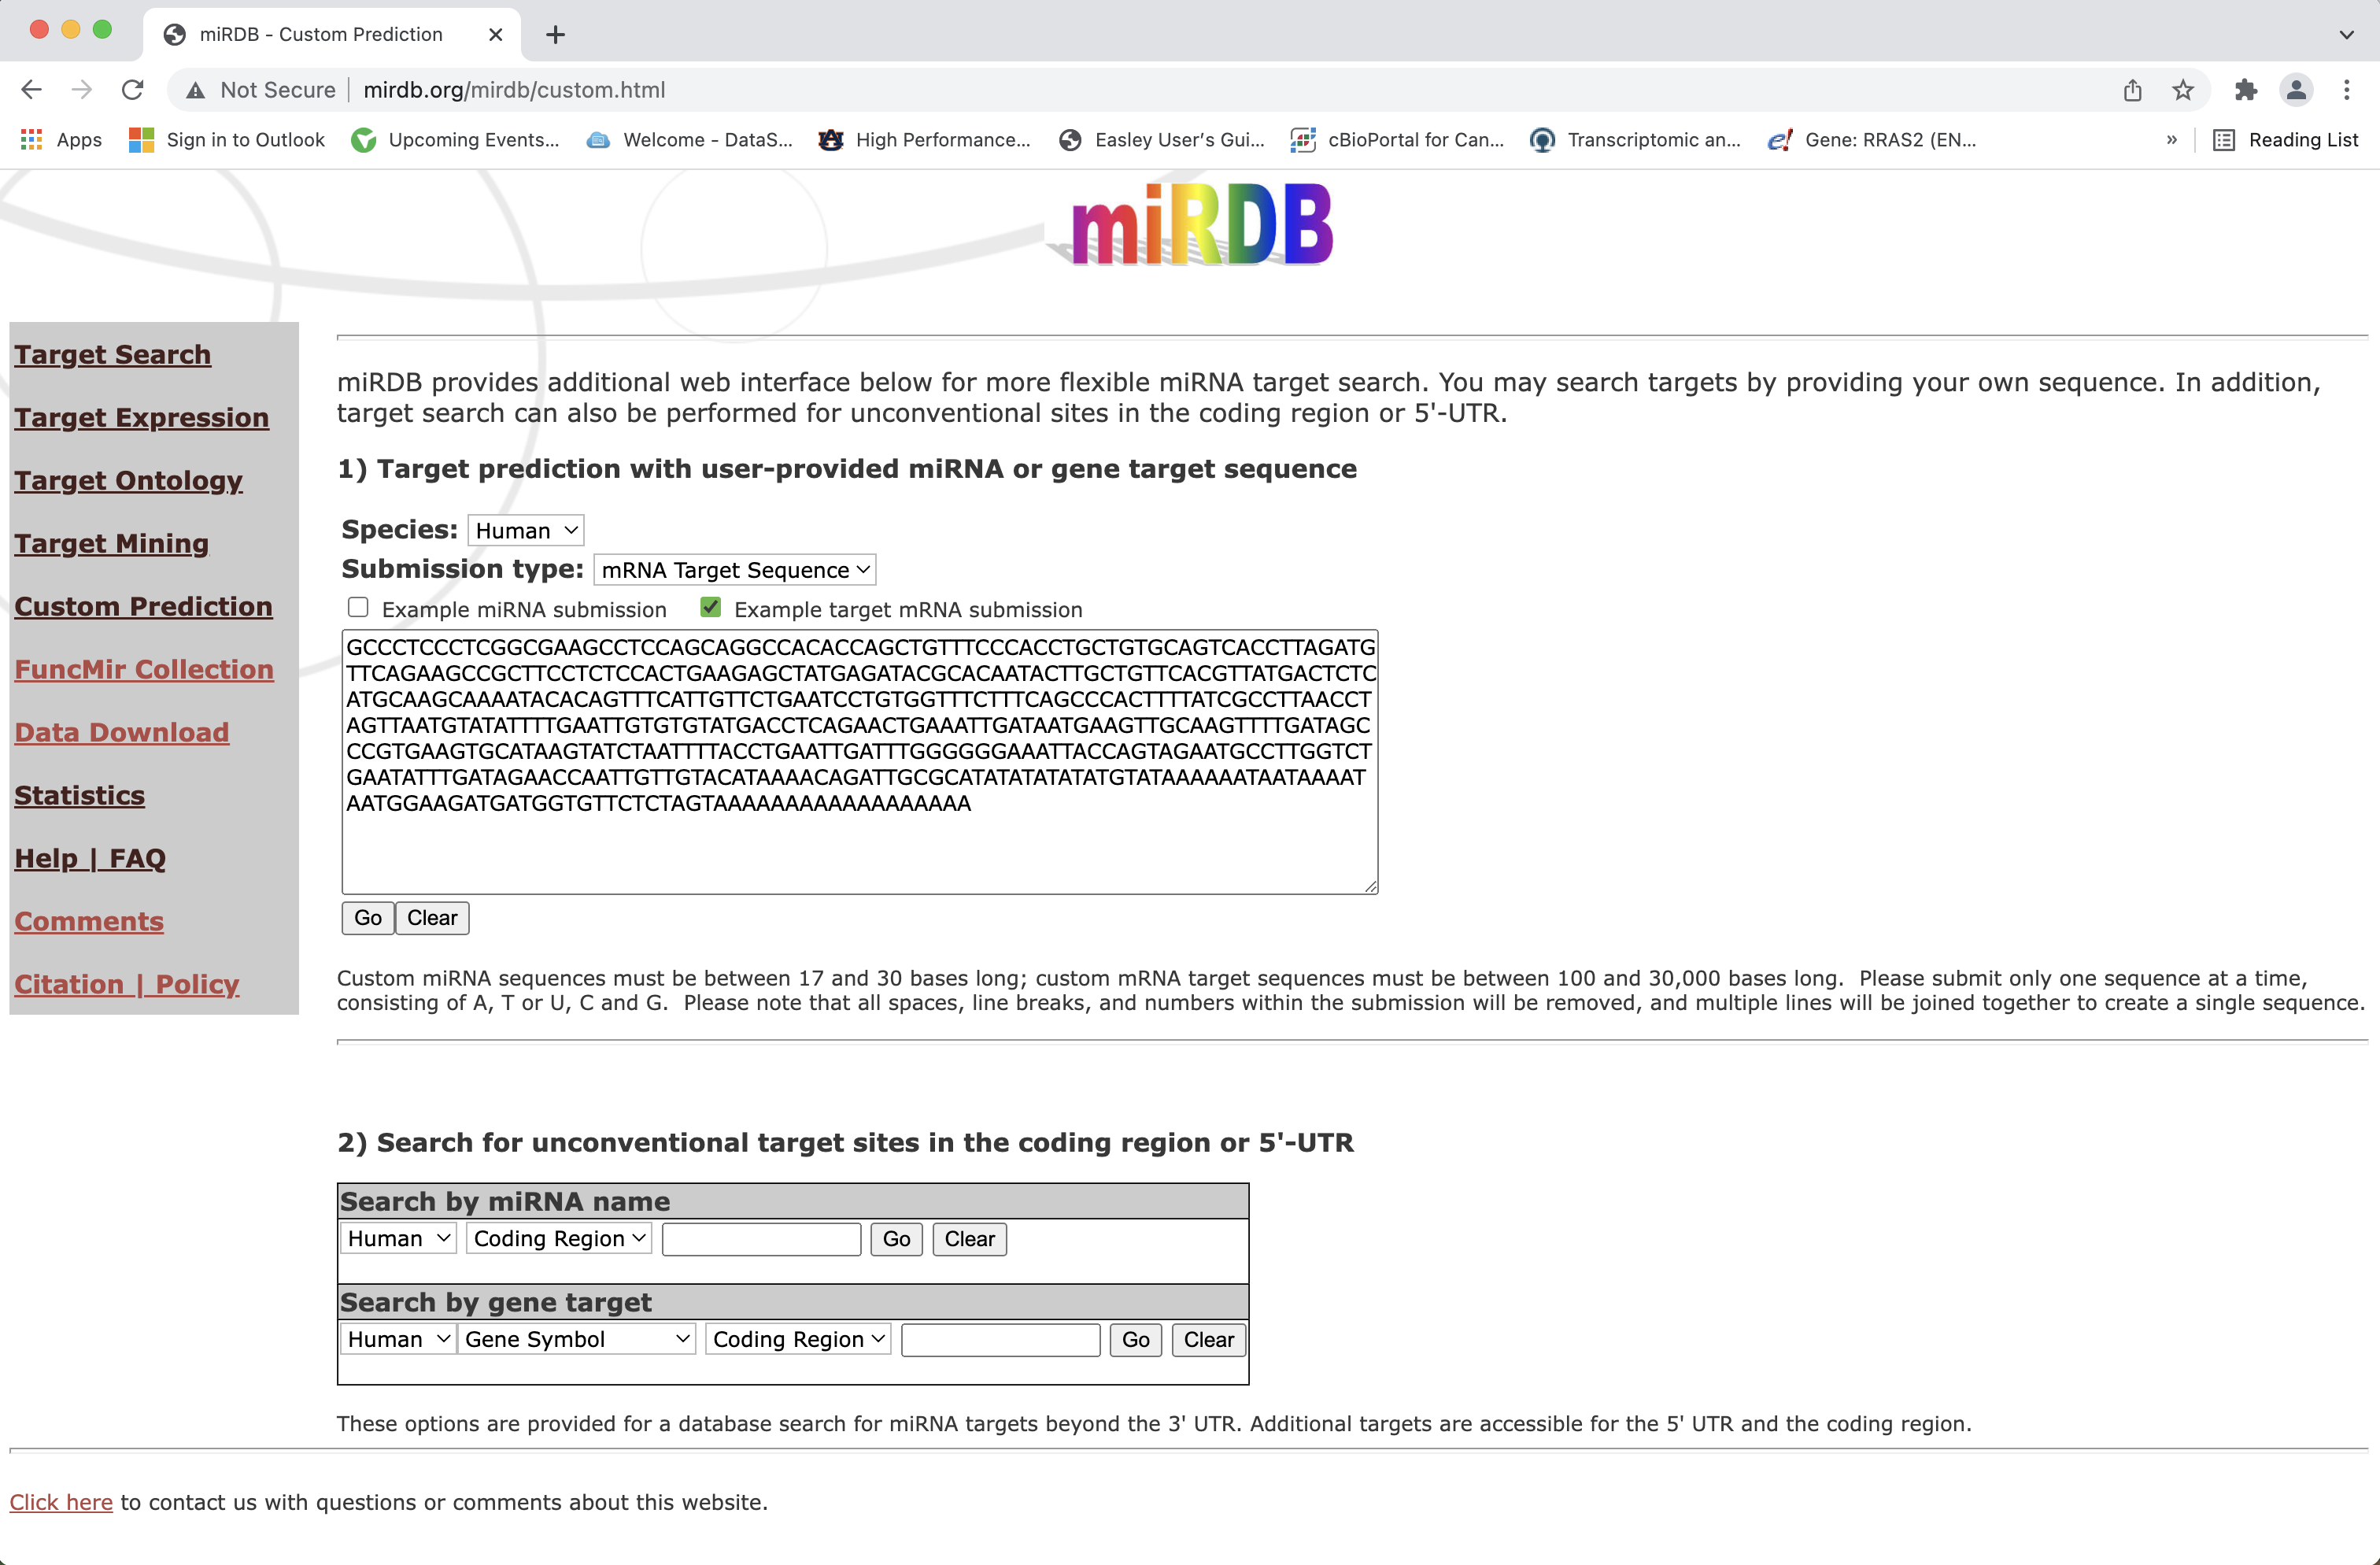 miRDB - Custom Prediction
Not Secure | mirdb.org/mirdb/custom.html
Apps Sign in to Outlook Upcoming Events... Welcome - DataS... High Performance... Easley User's Gui... cBioPortal for Can... Transcriptomic an... Gene: RRAS2 (EN... » Reading List
miRDB
Target Search
Target Expression
Target Ontology
Target Mining
Custom Prediction
FuncMir Collection
Data Download
Statistics
Help | FAQ
Comments
Citation | Policy
miRDB provides additional web interface below for more flexible miRNA target search. You may search targets by providing your own sequence. In addition,
target search can also be performed for unconventional sites in the coding region or 5'-UTR.
1) Target prediction with user-provided miRNA or gene target sequence
Species: Human
Submission type: mRNA Target Sequence
Example miRNA submission Example target mRNA submission
GCCCTCCCTCGGCGAAGCCTCCAGCAGGCCACACCAGCTGTTTCCCACCTGCTGTGCAGTCACCTTAGATG
TTCAGAAGCCGCTTCCTCTCCACTGAAGAGCTATGAGATACGCACAATACTTGCTGTTCACGTTATGACTCTC
ATGCAAGCAAAATACACAGTTTCATTGTTCTGAATCCTGTGGTTTCTTTCAGCCCACTTTTATCGCCTTAACCT
AGTTAATGTATATTTTGAATTGTGTGTATGACCTCAGAACTGAAATTGATAATGAAGTTGCAAGTTTTGATAGC
CCGTGAAGTGCATAAGTATCTAATTTTACCTGAATTGATTTGGGGGGAAATTACCAGTAGAATGCCTTGGTCT
GAATATTTGATAGAACCAATTGTTGTACATAAAACAGATTGCGCATATATATATATGTATAAAAAATAATAAAAT
AATGGAAGATGATGGTGTTCTCTAGTAAAAAAAAAAAAAAAAAA
Go Clear
Custom miRNA sequences must be between 17 and 30 bases long; custom mRNA target sequences must be between 100 and 30,000 bases long. Please submit only one sequence at a time,
consisting of A, T or U, C and G. Please note that all spaces, line breaks, and numbers within the submission will be removed, and multiple lines will be joined together to create a single sequence.
2) Search for unconventional target sites in the coding region or 5'-UTR
Search by miRNA name
Human Coding Region Go Clear
Search by gene target
Human Gene Symbol Coding Region Go Clear
These options are provided for a database search for miRNA targets beyond the 3' UTR. Additional targets are accessible for the 5' UTR and the coding region.
Click here to contact us with questions or comments about this website.